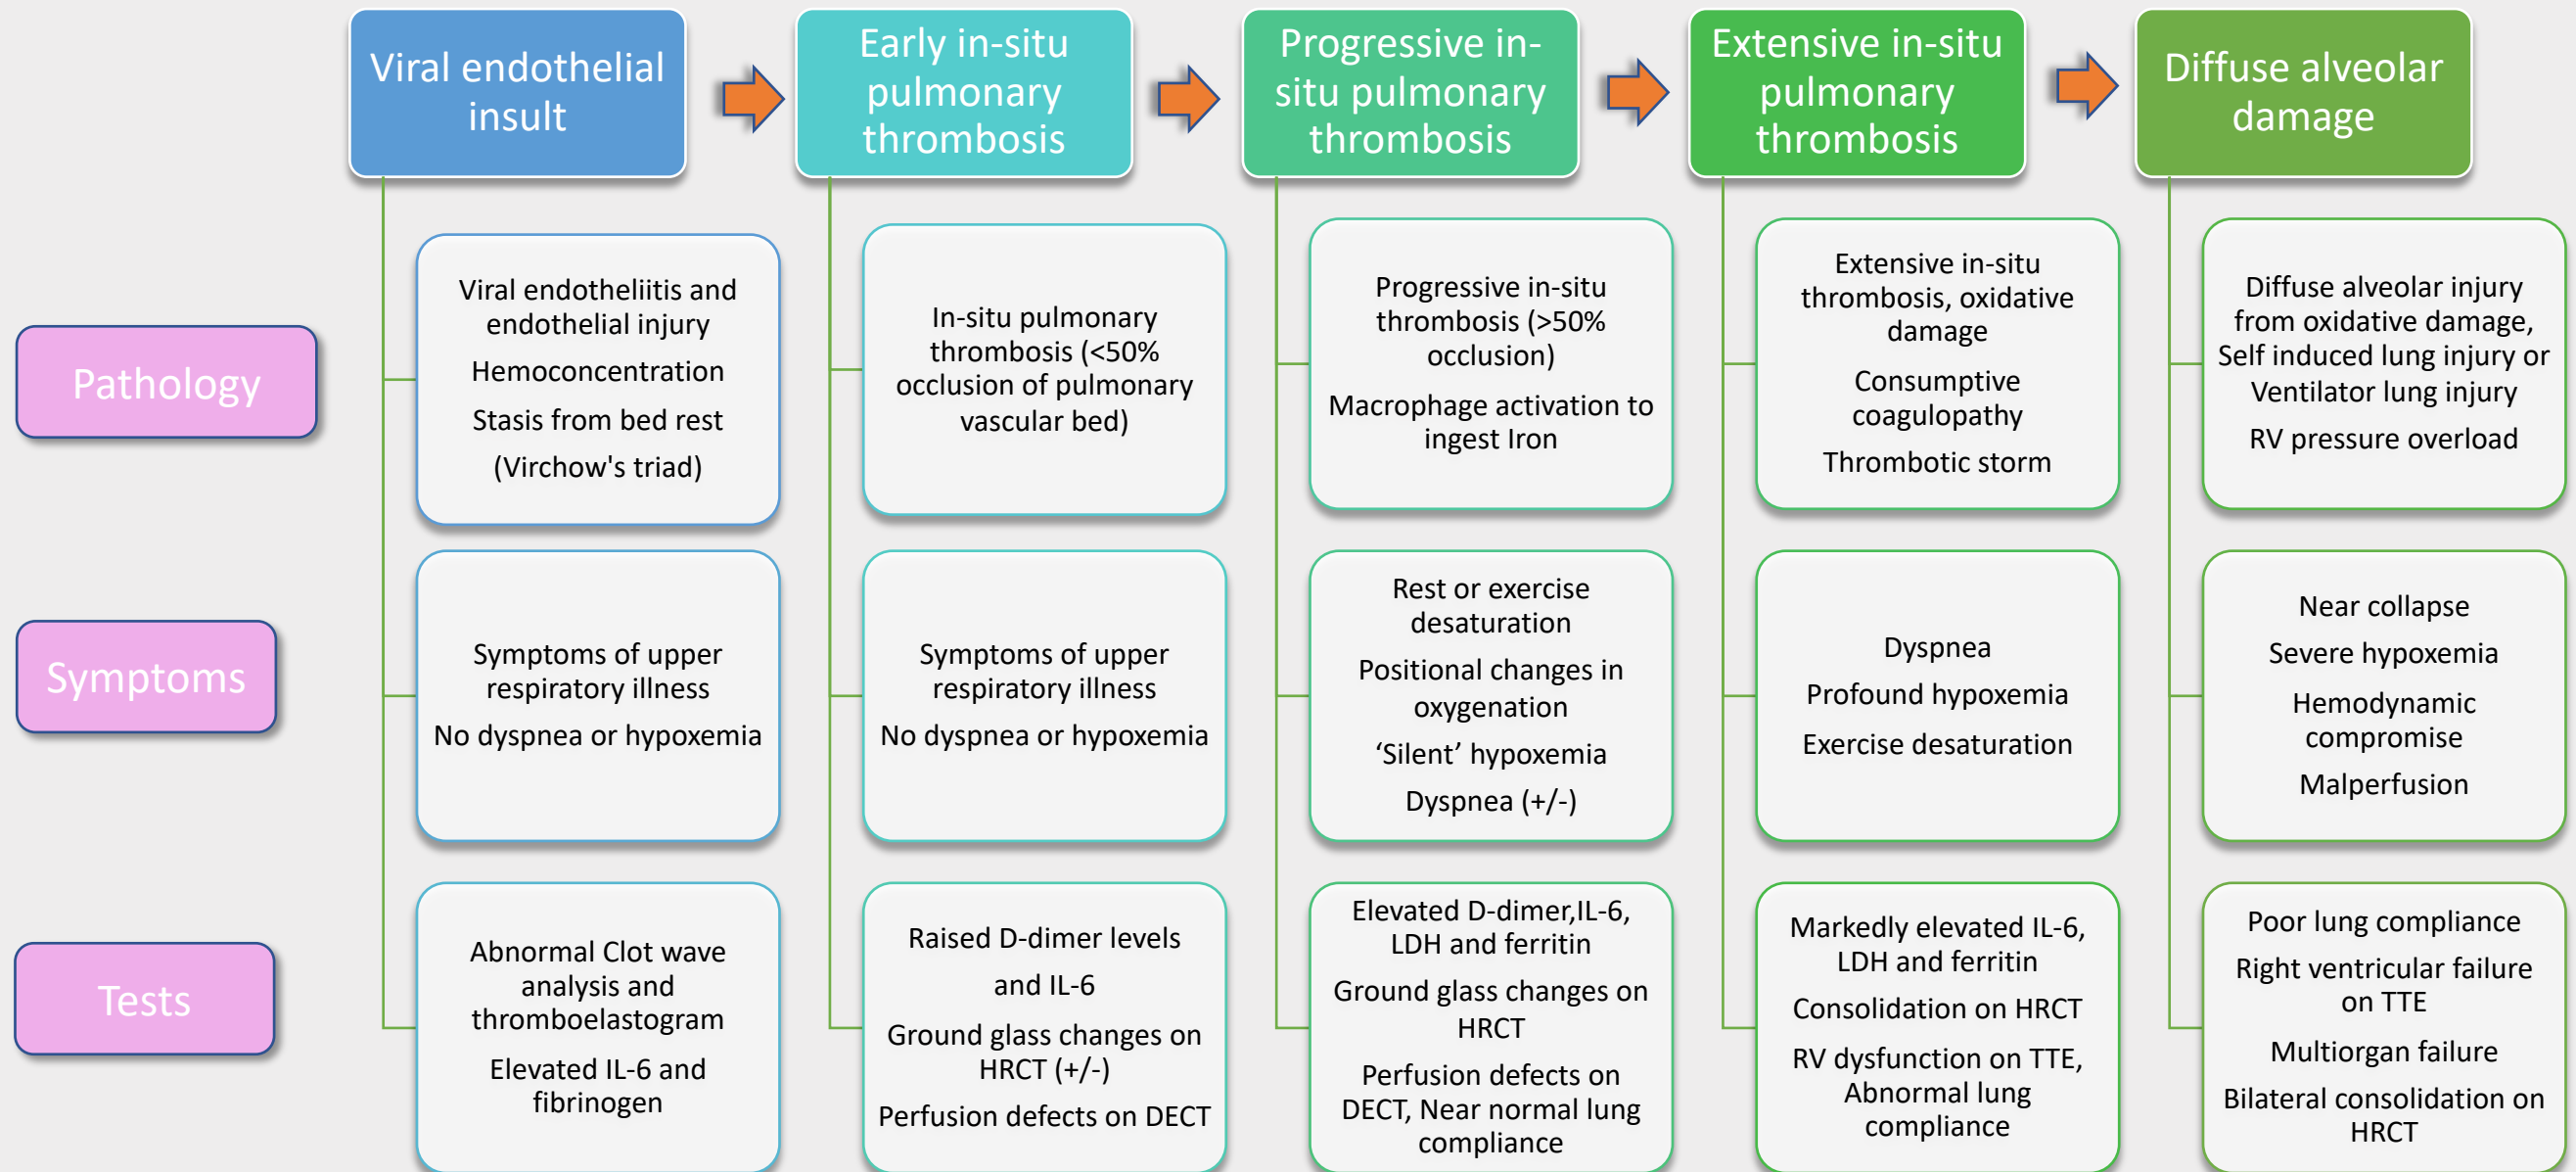 Viral endothelial
insult
Early in-situ
pulmonary
thrombosis
Progressive in-
situ pulmonary
thrombosis
Extensive in-situ
pulmonary
thrombosis
Diffuse alveolar
damage
Pathology
Viral endotheliitis and
endothelial injury
Hemoconcentration
Stasis from bed rest
(Virchow's triad)
In-situ pulmonary
thrombosis (<50%
occlusion of pulmonary
vascular bed)
Progressive in-situ
thrombosis (>50%
occlusion)
Macrophage activation to
ingest Iron
Extensive in-situ
thrombosis, oxidative
damage
Consumptive
coagulopathy
Thrombotic storm
Diffuse alveolar injury
from oxidative damage,
Self induced lung injury or
Ventilator lung injury
RV pressure overload
Symptoms
Symptoms of upper
respiratory illness
No dyspnea or hypoxemia
Symptoms of upper
respiratory illness
No dyspnea or hypoxemia
Rest or exercise
desaturation
Positional changes in
oxygenation
‘Silent’ hypoxemia
Dyspnea (+/-)
Dyspnea
Profound hypoxemia
Exercise desaturation
Near collapse
Severe hypoxemia
Hemodynamic
compromise
Malperfusion
Tests
Abnormal Clot wave
analysis and
thromboelastogram
Elevated IL-6 and
fibrinogen
Raised D-dimer levels
and IL-6
Ground glass changes on
HRCT (+/-)
Perfusion defects on DECT
Elevated D-dimer,IL-6,
LDH and ferritin
Ground glass changes on
HRCT
Perfusion defects on
DECT, Near normal lung
compliance
Markedly elevated IL-6,
LDH and ferritin
Consolidation on HRCT
RV dysfunction on TTE,
Abnormal lung
compliance
Poor lung compliance
Right ventricular failure
on TTE
Multiorgan failure
Bilateral consolidation on
HRCT